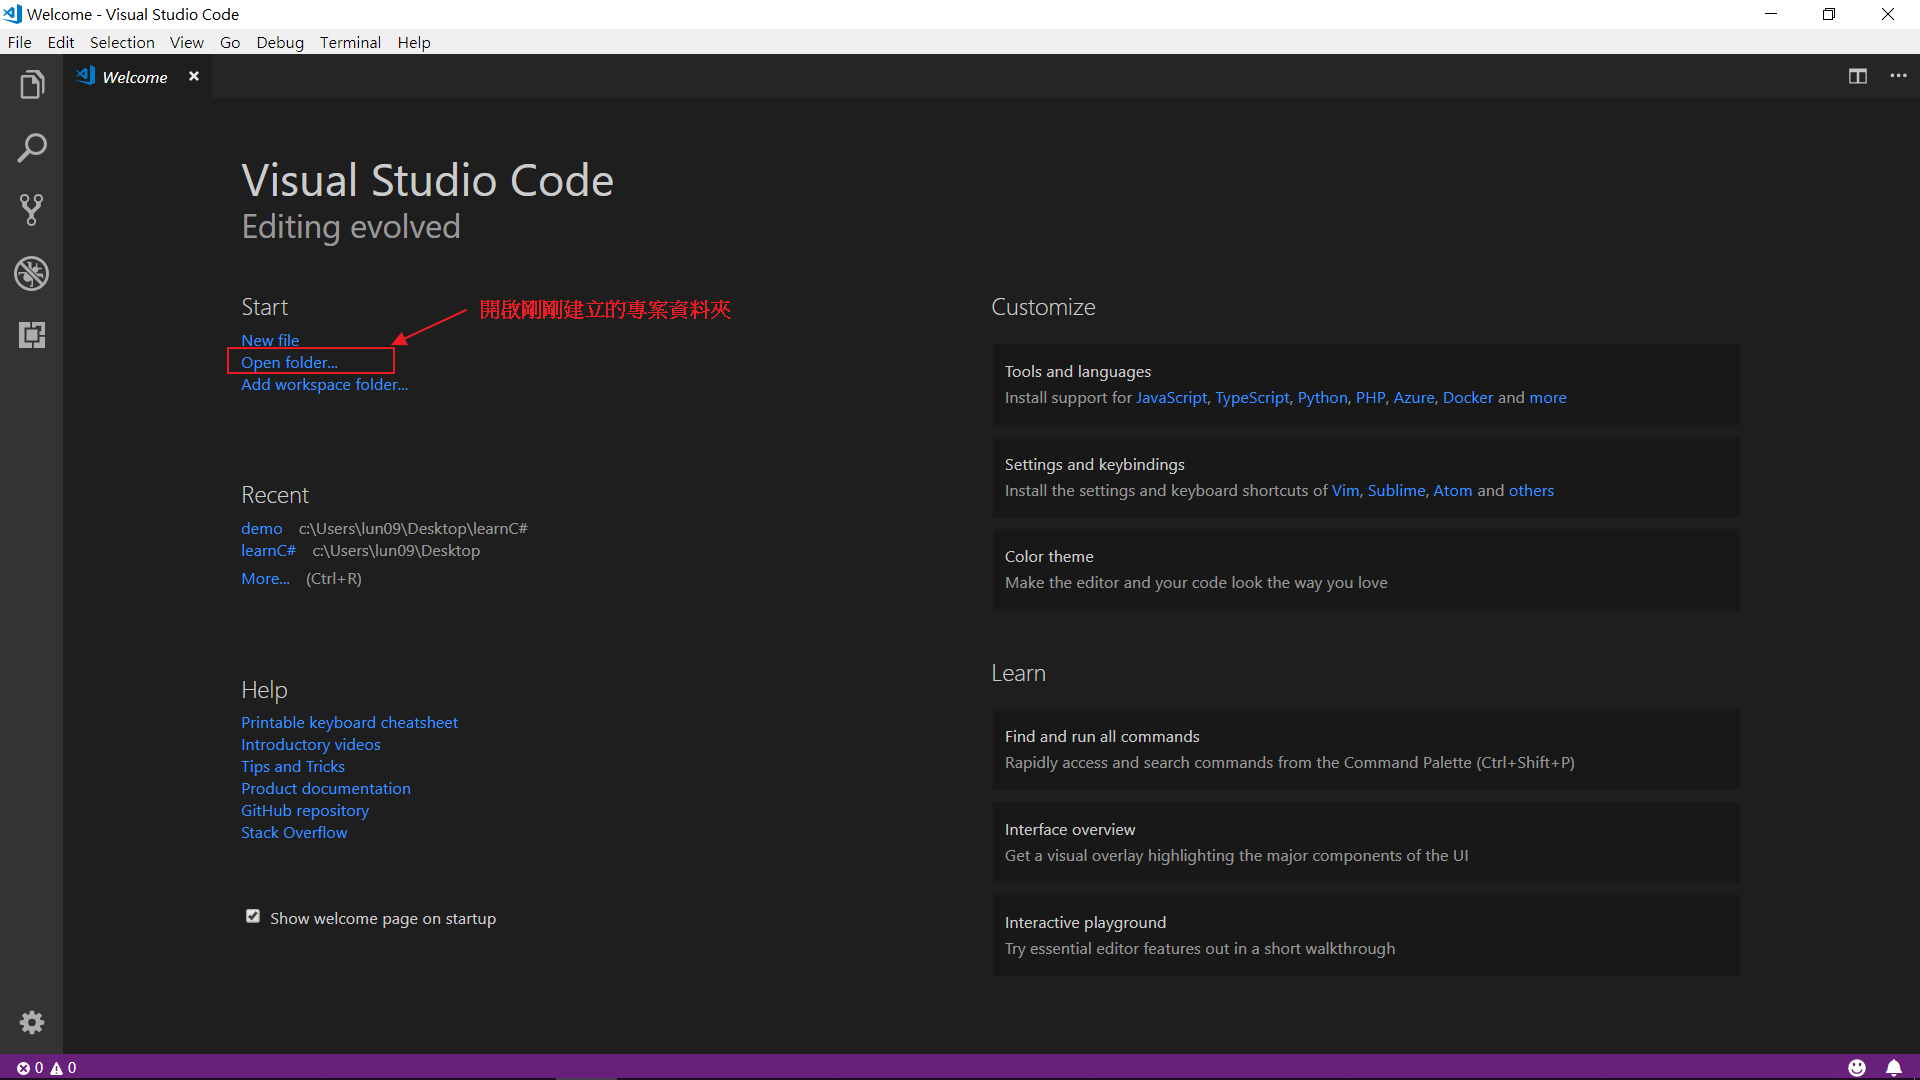 Welcome - Visual Studio Code
File Edit Selection View Go Debug Terminal Help
Welcome
Visual Studio Code
Editing evolved
Start
開啟剛剛建立的專案資料夾
New file
Open folder...
Add workspace folder...
Recent
demo c:\Users\lun09\Desktop\learnC#
learnC# c:\Users\lun09\Desktop
More... (Ctrl+R)
Help
Printable keyboard cheatsheet
Introductory videos
Tips and Tricks
Product documentation
GitHub repository
Stack Overflow
Show welcome page on startup
Customize
Tools and languages
Install support for JavaScript, TypeScript, Python, PHP, Azure, Docker and more
Settings and keybindings
Install the settings and keyboard shortcuts of Vim, Sublime, Atom and others
Color theme
Make the editor and your code look the way you love
Learn
Find and run all commands
Rapidly access and search commands from the Command Palette (Ctrl+Shift+P)
Interface overview
Get a visual overlay highlighting the major components of the UI
Interactive playground
Try essential editor features out in a short walkthrough
0 0